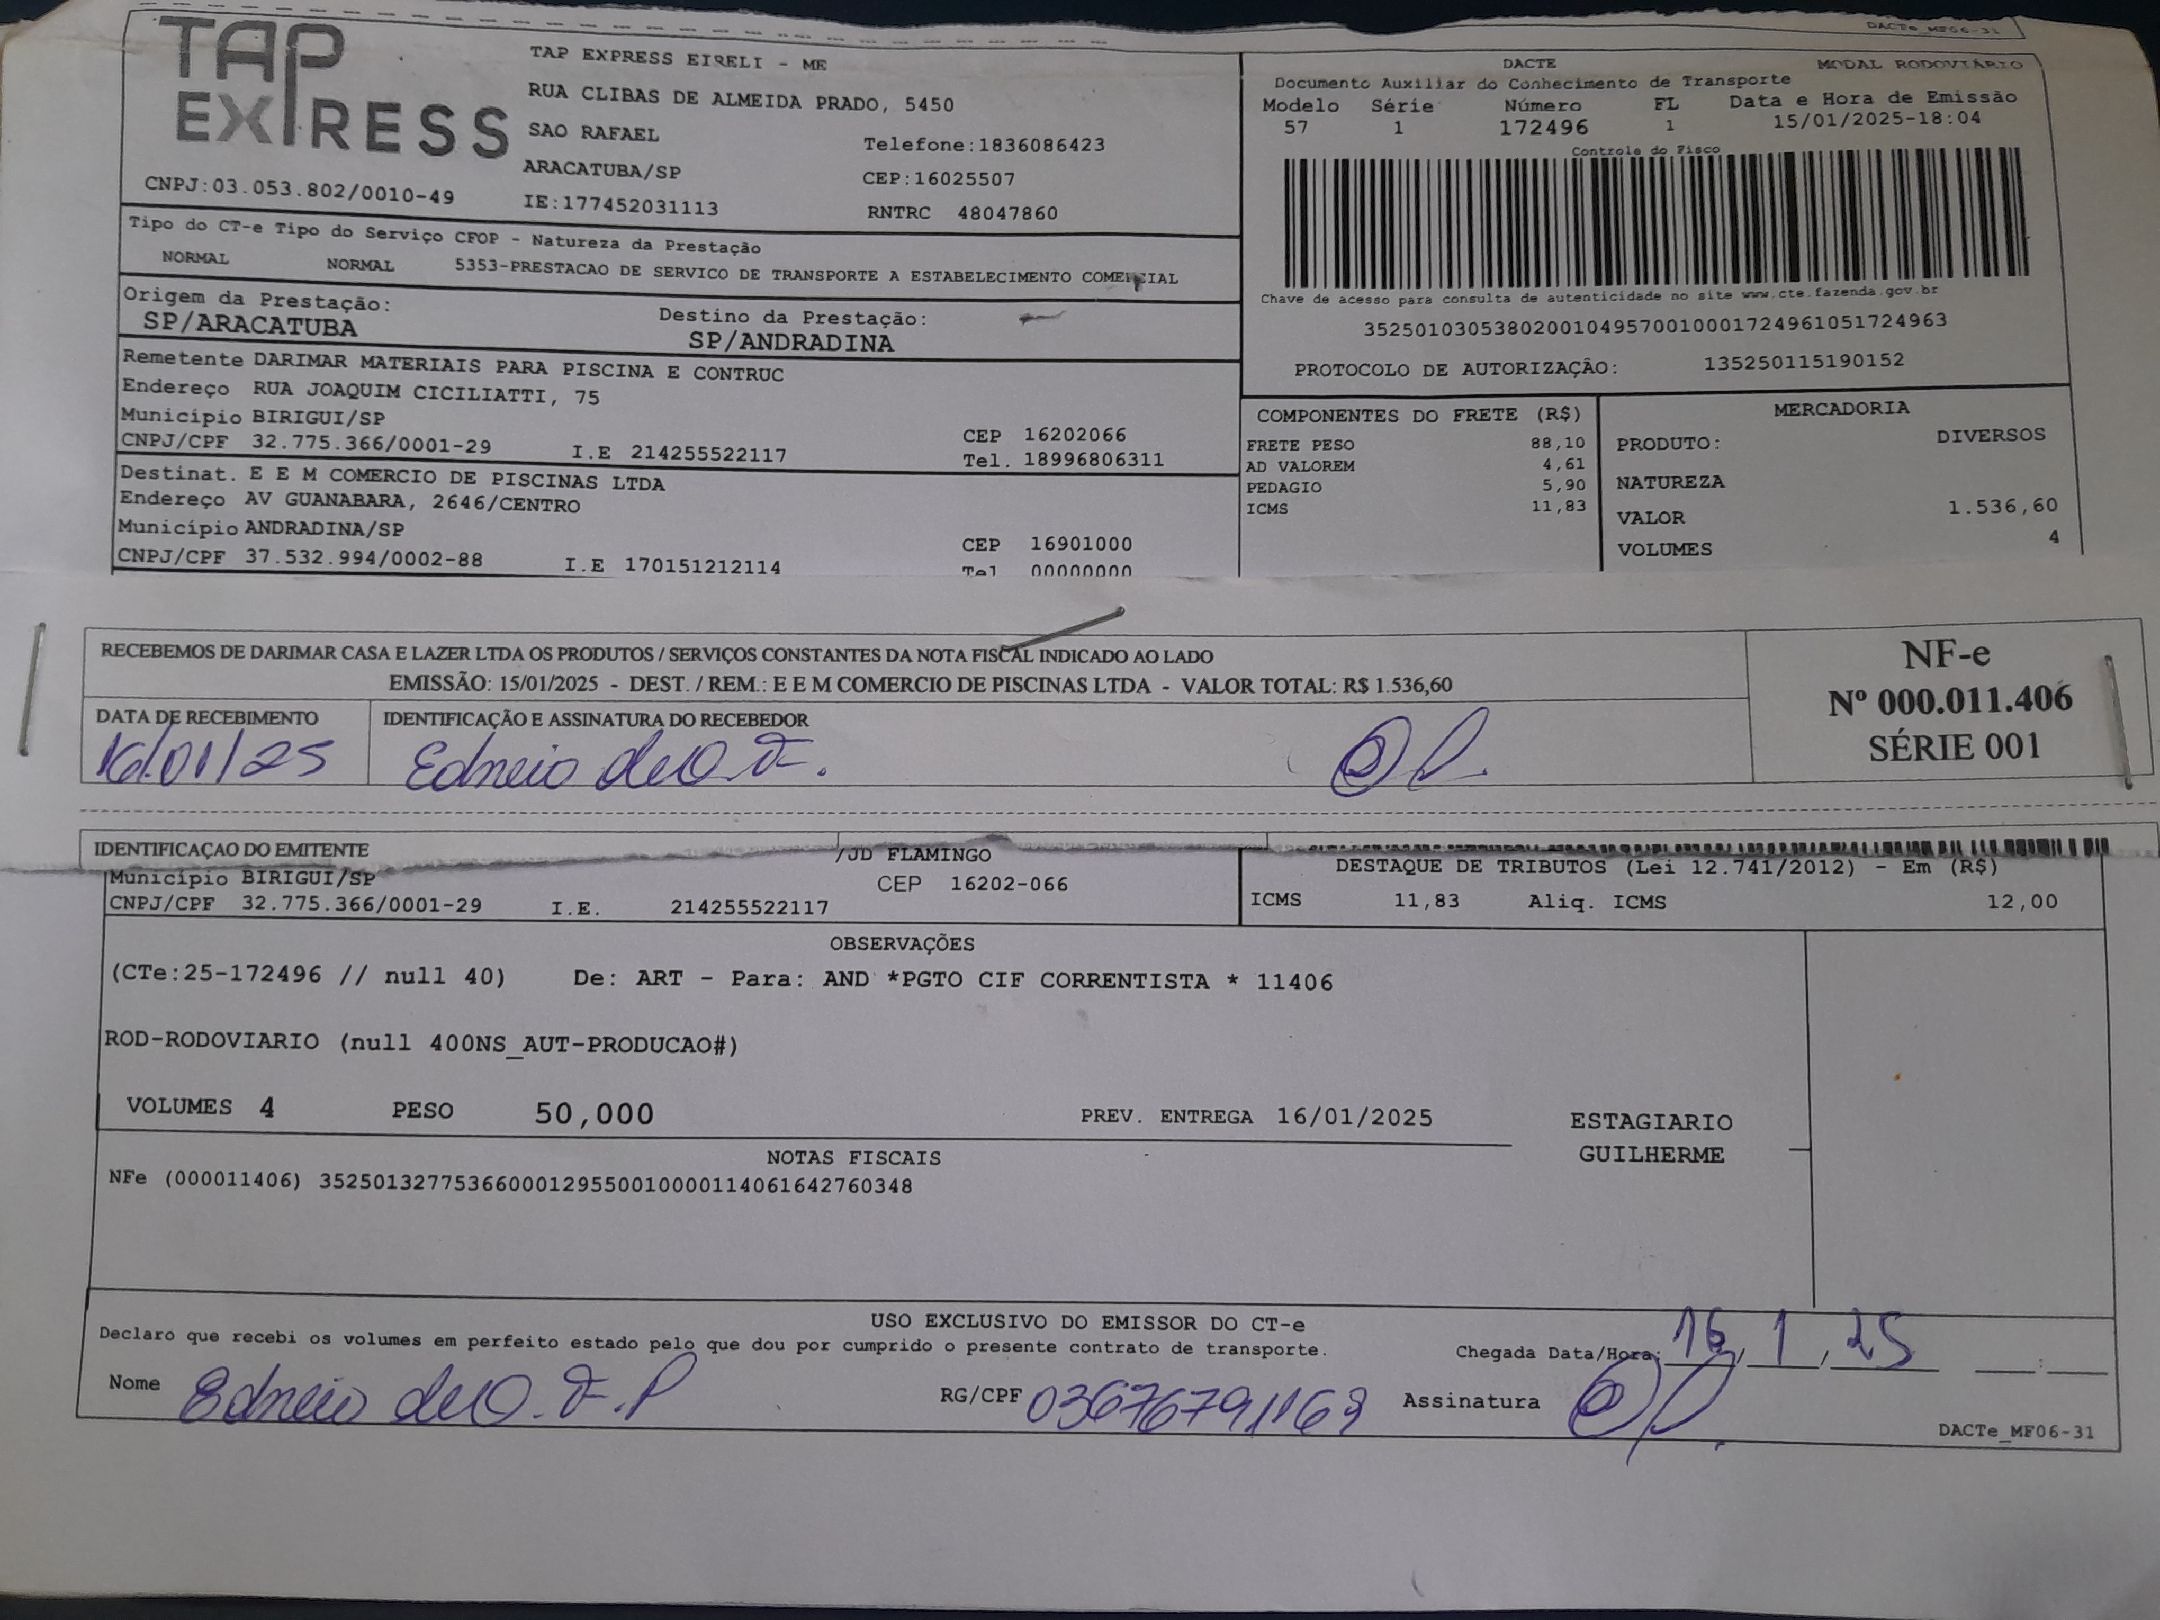 DACTe_MF06-31
TAP EXPRESS
TAP EXPRESS EIRELI - ME
RUA CLIBAS DE ALMEIDA PRADO, 5450
SAO RAFAEL
Telefone:1836086423
ARACATUBA/SP
CEP:16025507
CNPJ:03.053.802/0010-49
IE:177452031113
RNTRC 48047860
DACTE
MODAL RODOVIÁRIO
Documento Auxiliar do Conhecimento de Transporte
Modelo Série Número FL Data e Hora de Emissão
57 1 172496 1 15/01/2025-18:04
Controle do Fisco
Chave de acesso para consulta de autenticidade no site www.cte.fazenda.gov.br
35250103053802001049570010001724961051724963
PROTOCOLO DE AUTORIZAÇÃO: 135250115190152
Tipo do CT-e Tipo do Serviço CFOP - Natureza da Prestação
NORMAL NORMAL 5353-PRESTACAO DE SERVICO DE TRANSPORTE A ESTABELECIMENTO COMERCIAL
Origem da Prestação: Destino da Prestação:
SP/ARACATUBA SP/ANDRADINA
Remetente DARIMAR MATERIAIS PARA PISCINA E CONTRUC
Endereço RUA JOAQUIM CICILIATTI, 75
Município BIRIGUI/SP CEP 16202066
CNPJ/CPF 32.775.366/0001-29 I.E 214255522117 Tel. 18996806311
Destinat. E E M COMERCIO DE PISCINAS LTDA
Endereço AV GUANABARA, 2646/CENTRO
Município ANDRADINA/SP CEP 16901000
CNPJ/CPF 37.532.994/0002-88 I.E 170151212114 Tel 00000000
COMPONENTES DO FRETE (R$)
FRETE PESO 88,10
AD VALOREM 4,61
PEDAGIO 5,90
ICMS 11,83
MERCADORIA
PRODUTO: DIVERSOS
NATUREZA
VALOR 1.536,60
VOLUMES 4
RECEBEMOS DE DARIMAR CASA E LAZER LTDA OS PRODUTOS / SERVIÇOS CONSTANTES DA NOTA FISCAL INDICADO AO LADO
EMISSÃO: 15/01/2025 - DEST. / REM.: E E M COMERCIO DE PISCINAS LTDA - VALOR TOTAL: R$ 1.536,60
NF-e
Nº 000.011.406
SÉRIE 001
DATA DE RECEBIMENTO IDENTIFICAÇÃO E ASSINATURA DO RECEBEDOR
16/01/25
IDENTIFICAÇAO DO EMITENTE
/JD FLAMINGO
Município BIRIGUI/SP CEP 16202-066
CNPJ/CPF 32.775.366/0001-29 I.E. 214255522117
DESTAQUE DE TRIBUTOS (Lei 12.741/2012) - Em (R$)
ICMS 11,83 Aliq. ICMS 12,00
OBSERVAÇÕES
(CTe:25-172496 // null 40) De: ART - Para: AND *PGTO CIF CORRENTISTA * 11406
ROD-RODOVIARIO (null 400NS_AUT-PRODUCAO#)
VOLUMES 4 PESO 50,000 PREV. ENTREGA 16/01/2025
ESTAGIARIO
GUILHERME
NOTAS FISCAIS
NFe (000011406) 35250132775366000129550010000114061642760348
USO EXCLUSIVO DO EMISSOR DO CT-e
Declaro que recebi os volumes em perfeito estado pelo que dou por cumprido o presente contrato de transporte.
Chegada Data/Hora: 16, 1, 25 :
Nome
RG/CPF 03676791169 Assinatura
DACTe_MF06-31